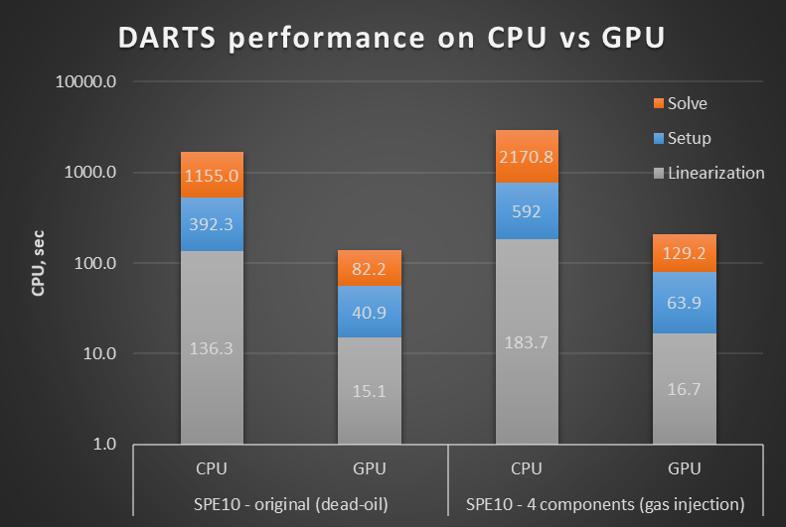 DARTS performance on CPU vs GPU
10000.0
1000.0
100.0
10.0
1.0
CPU, sec
Solve
Setup
Linearization
1155.0
392.3
136.3
82.2
40.9
15.1
2170.8
592
183.7
129.2
63.9
16.7
CPU GPU CPU GPU
SPE10 - original (dead-oil) SPE10 - 4 components (gas injection)